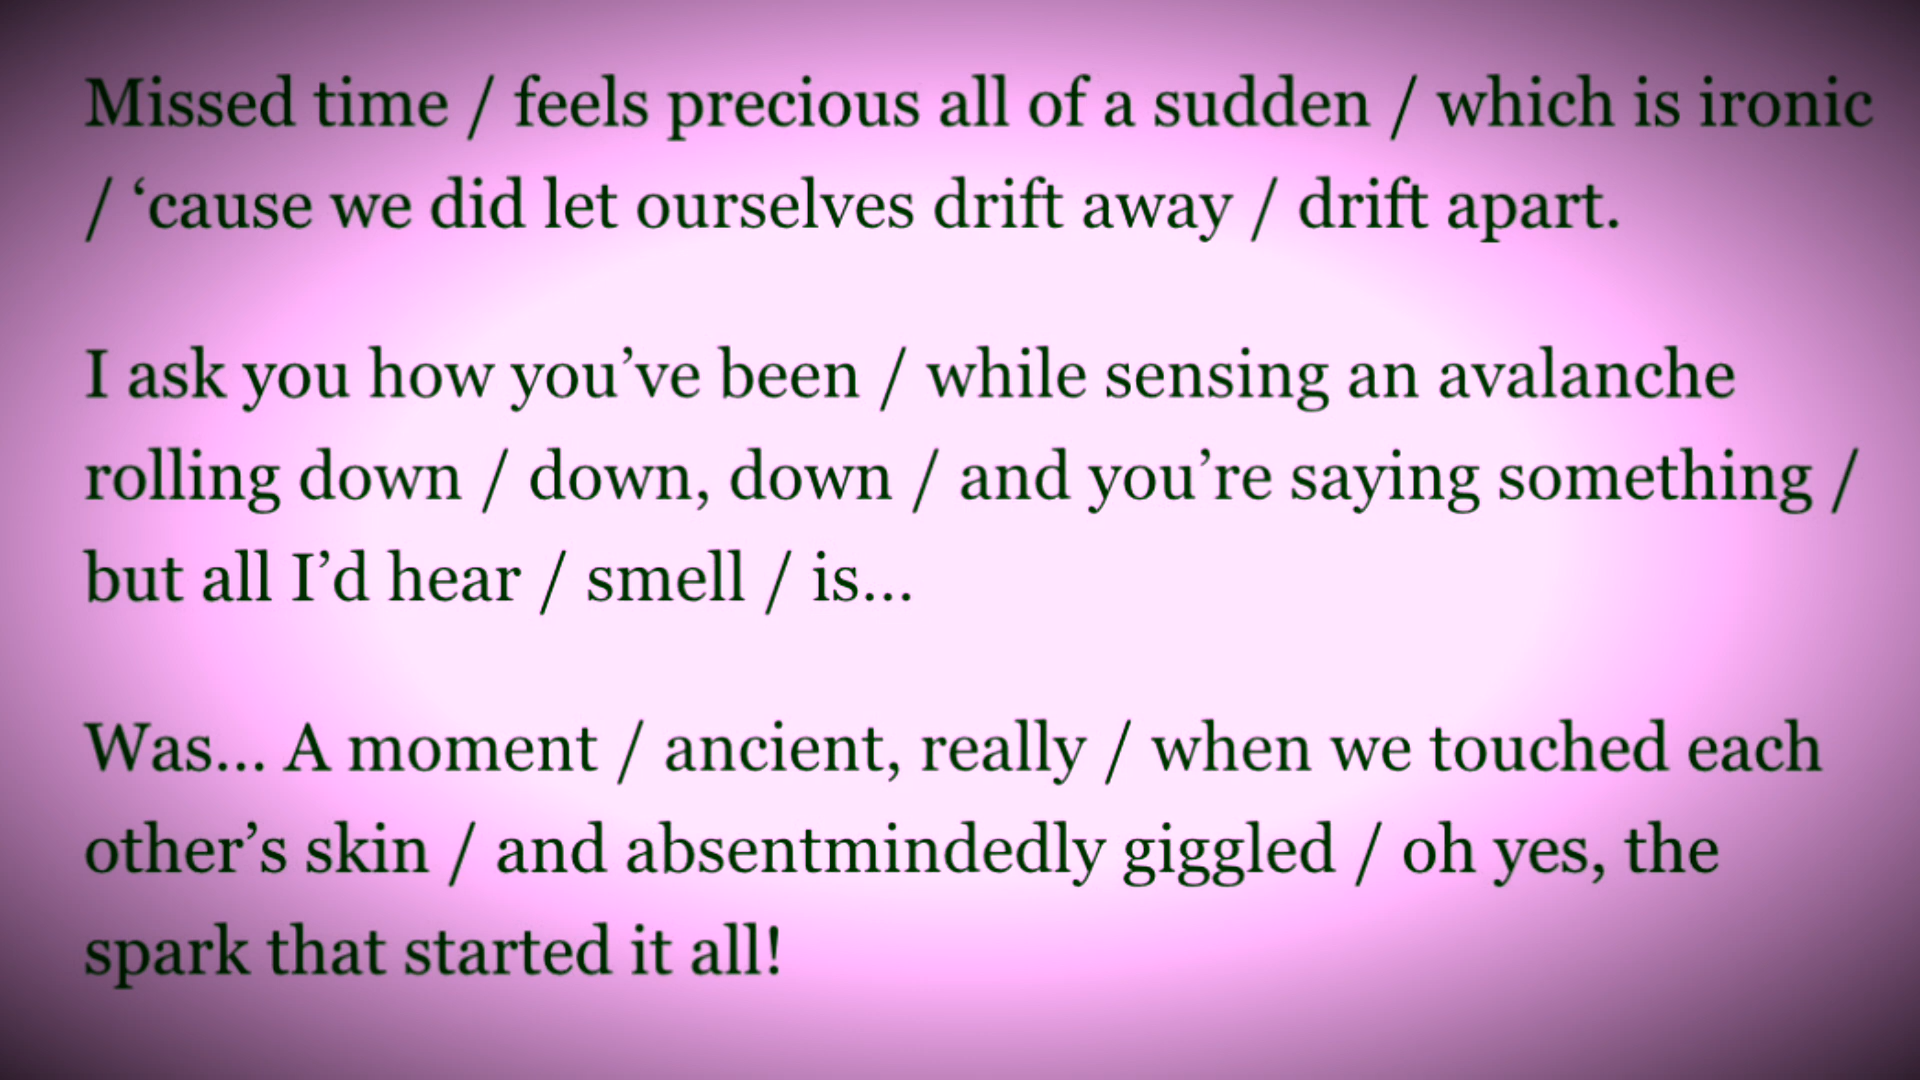 Missed time / feels precious all of a sudden / which is ironic
/ ‘cause we did let ourselves drift away / drift apart.
I ask you how you’ve been / while sensing an avalanche
rolling down / down, down / and you’re saying something /
but all I’d hear / smell / is…
Was… A moment / ancient, really / when we touched each
other’s skin / and absentmindedly giggled / oh yes, the
spark that started it all!